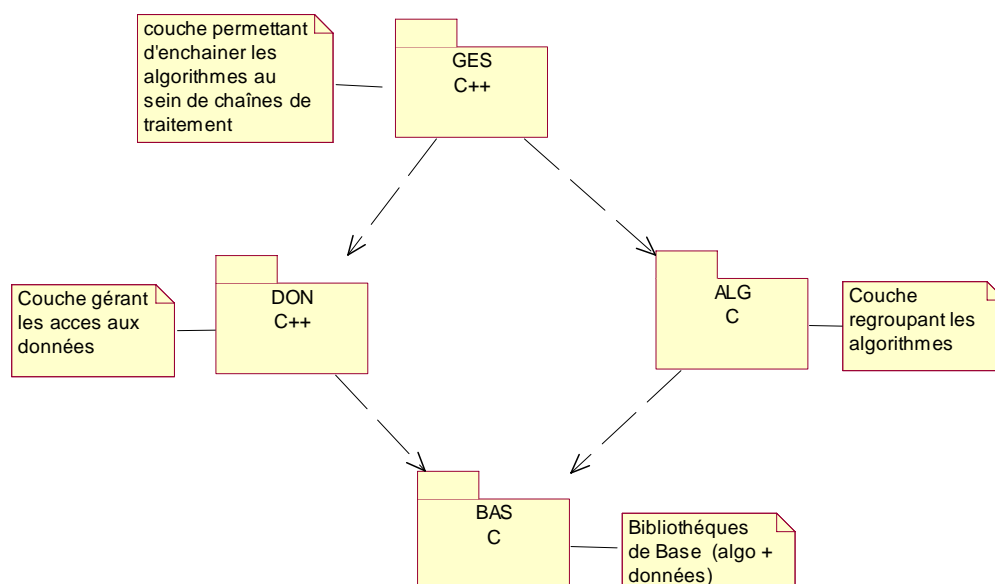 couche permettant
d'enchainer les
algorithmes au
sein de chaînes de
traitement
GES
C++
Couche gérant
les acces aux
données
DON
C++
ALG
C
Couche
regroupant les
algorithmes
BAS
C
Bibliothéques
de Base (algo +
données)